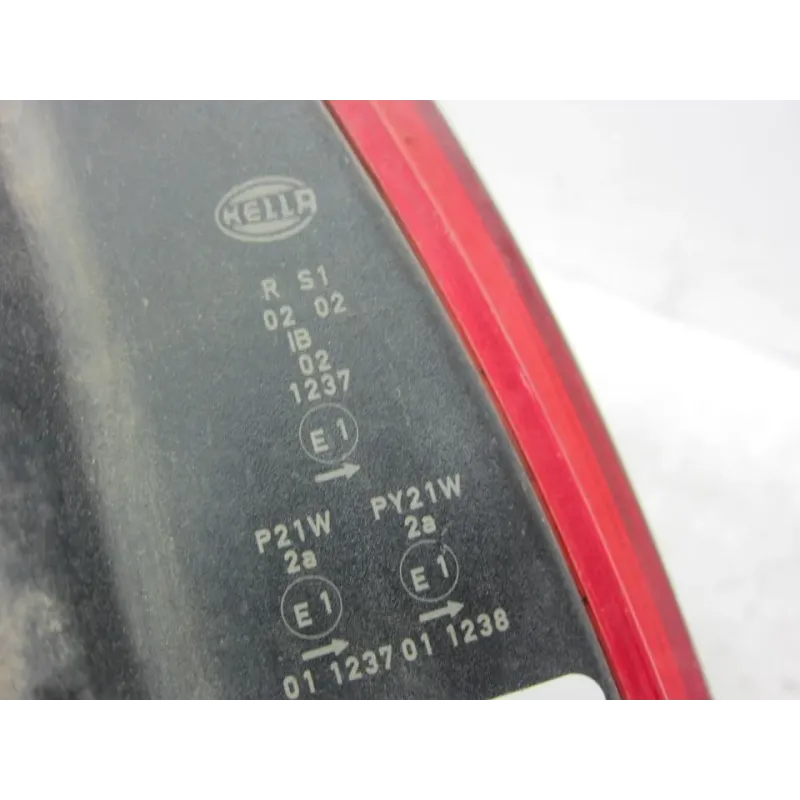 HELLA
R S1
02 02
IB
02
1237
E1
→
P21W
2a
E1
→
01 1237
PY21W
2a
E1
→
01 1238